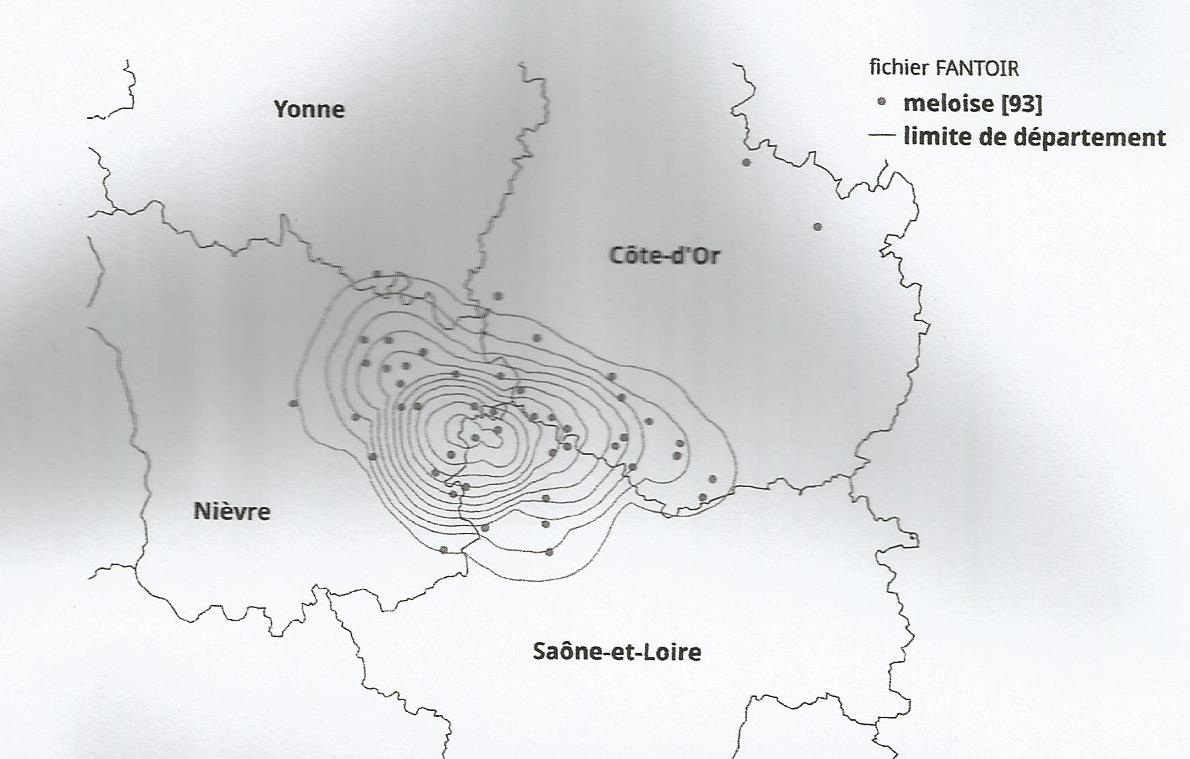 fichier FANTOIR
meloise [93]
limite de département
Yonne
Côte-d'Or
Nièvre
Saône-et-Loire